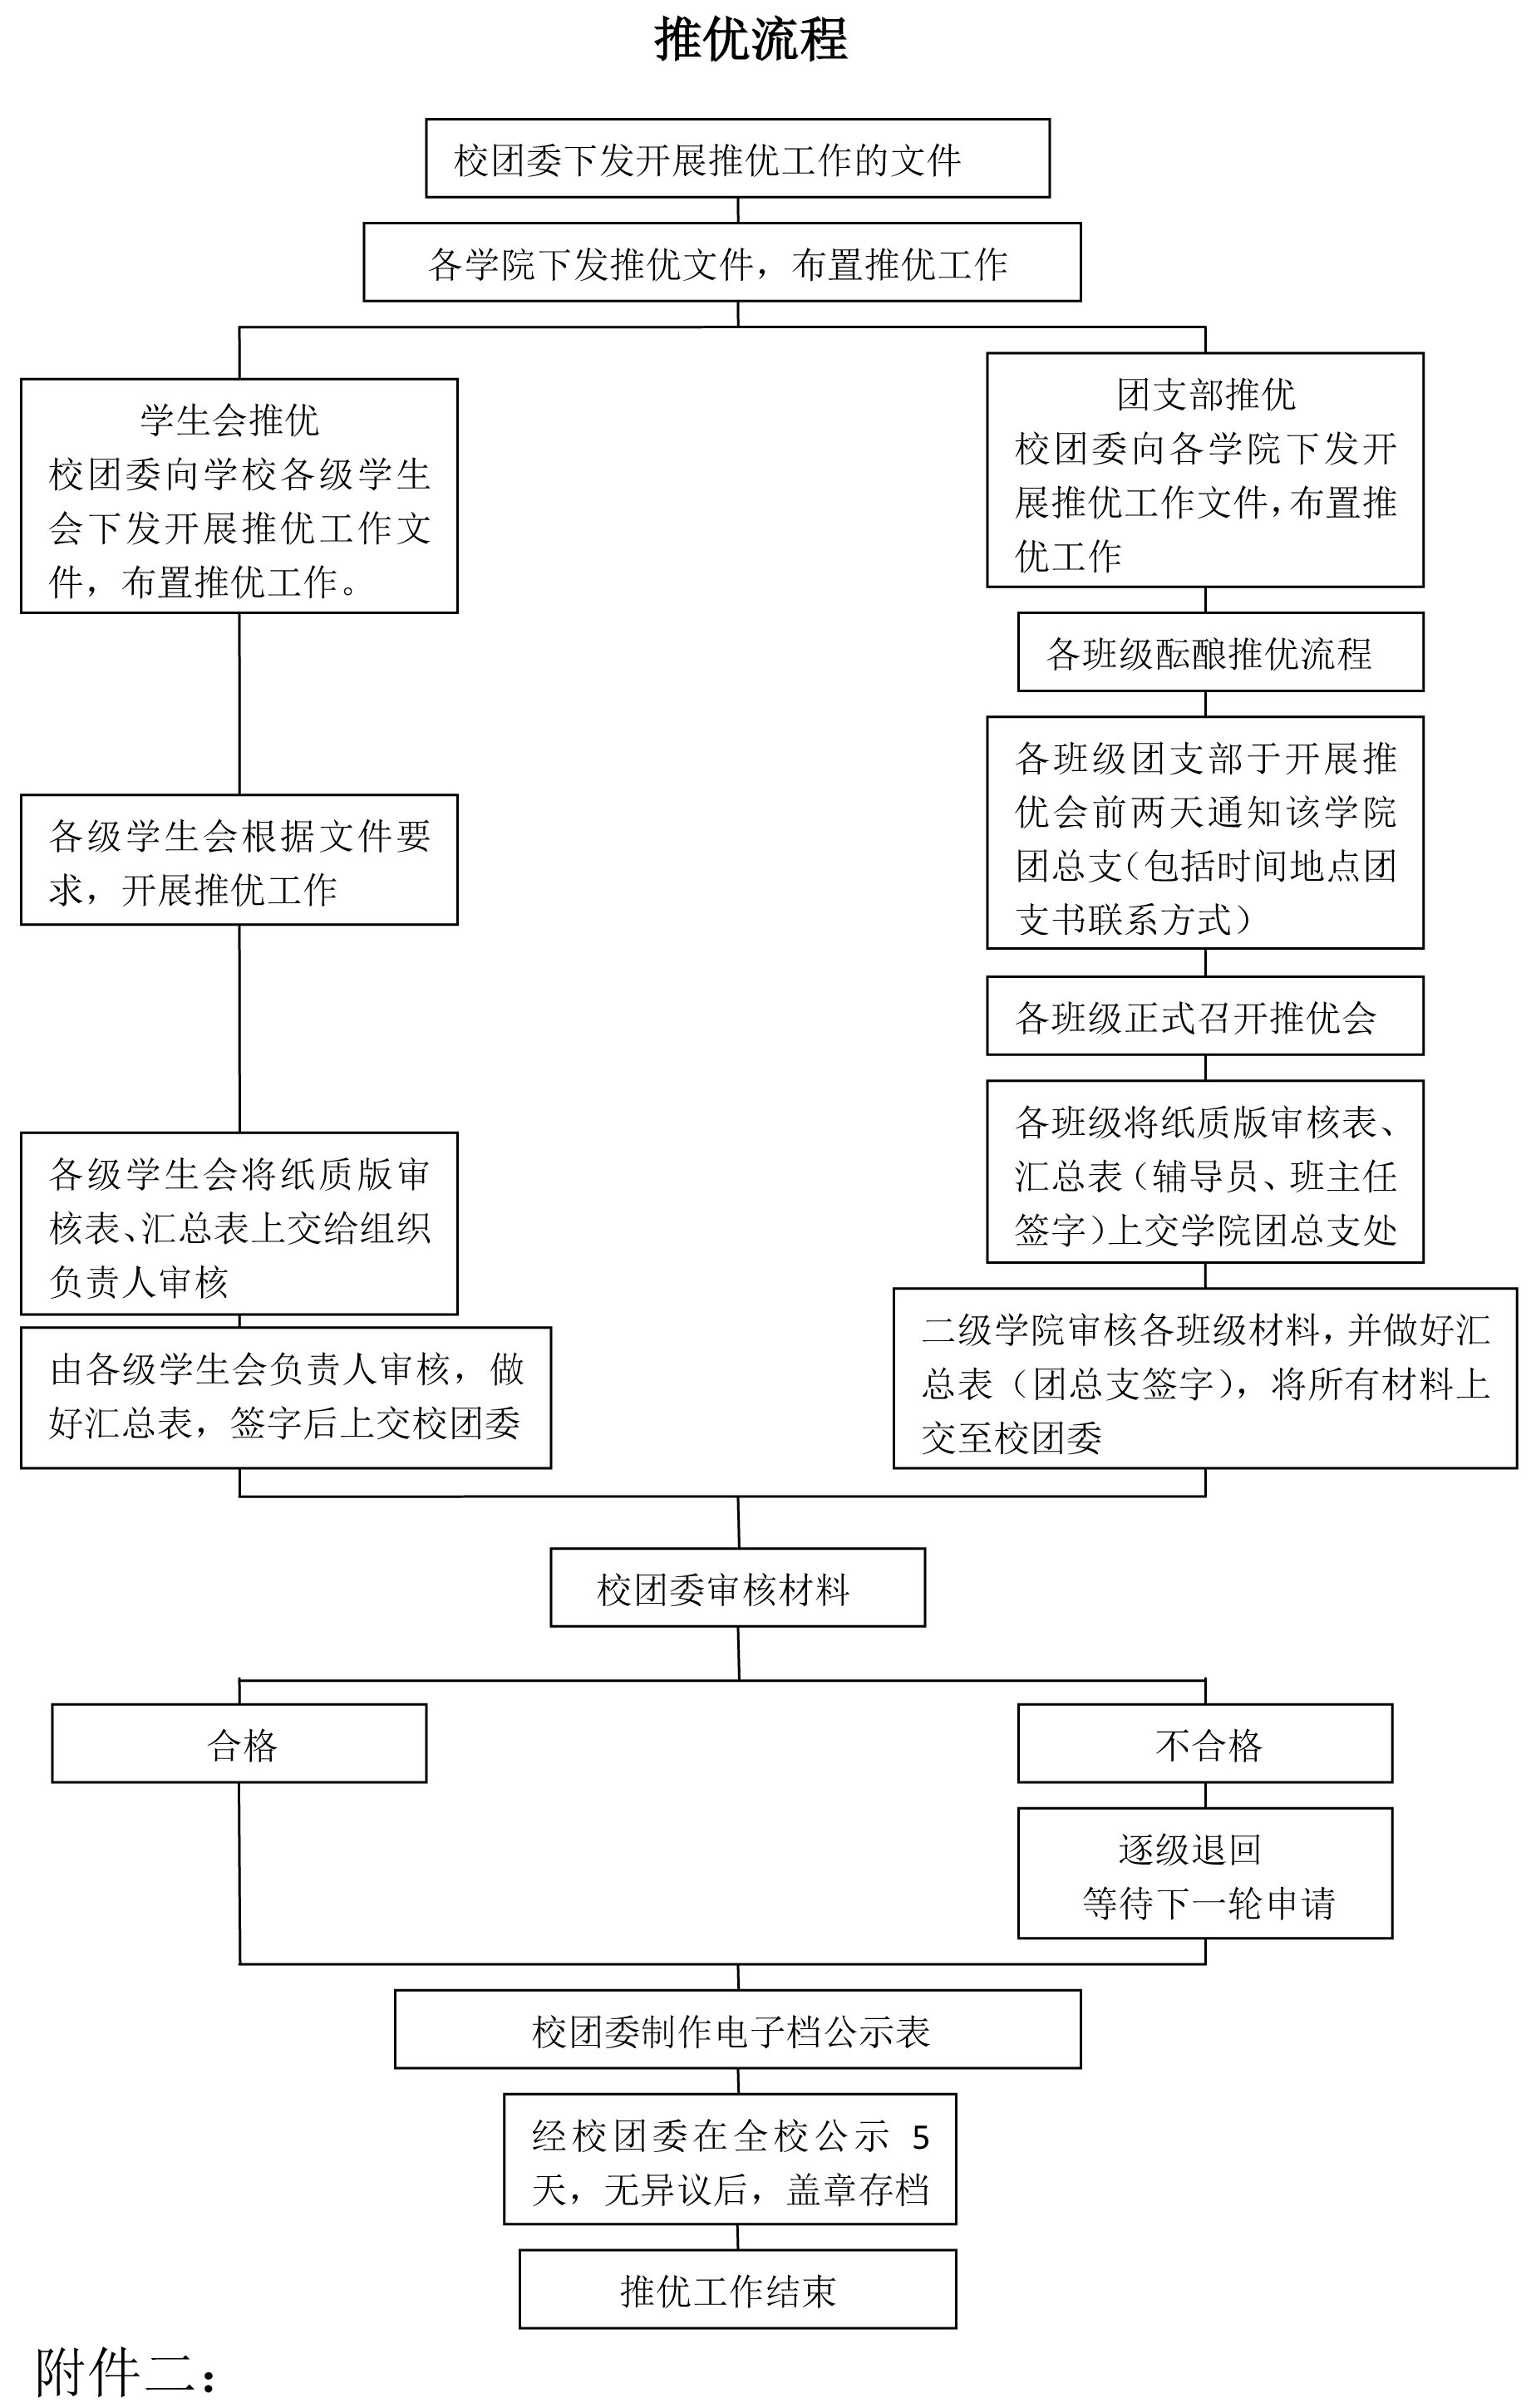 推优流程
校团委下发开展推优工作的文件
各学院下发推优文件，布置推优工作
学生会推优
校团委向学校各级学生
会下发开展推优工作文
件，布置推优工作。
团支部推优
校团委向各学院下发开
展推优工作文件，布置推
优工作
各班级酝酿推优流程
各班级团支部于开展推
优会前两天通知该学院
团总支（包括时间地点团
支书联系方式）
各级学生会根据文件要
求，开展推优工作
各班级正式召开推优会
各班级将纸质版审核表、
汇总表（辅导员、班主任
签字）上交学院团总支处
各级学生会将纸质版审
核表、汇总表上交给组织
负责人审核
由各级学生会负责人审核，做
好汇总表，签字后上交校团委
二级学院审核各班级材料，并做好汇
总表（团总支签字），将所有材料上
交至校团委
校团委审核材料
合格
不合格
逐级退回
等待下一轮申请
校团委制作电子档公示表
经校团委在全校公示 5
天，无异议后，盖章存档
推优工作结束
附件二：